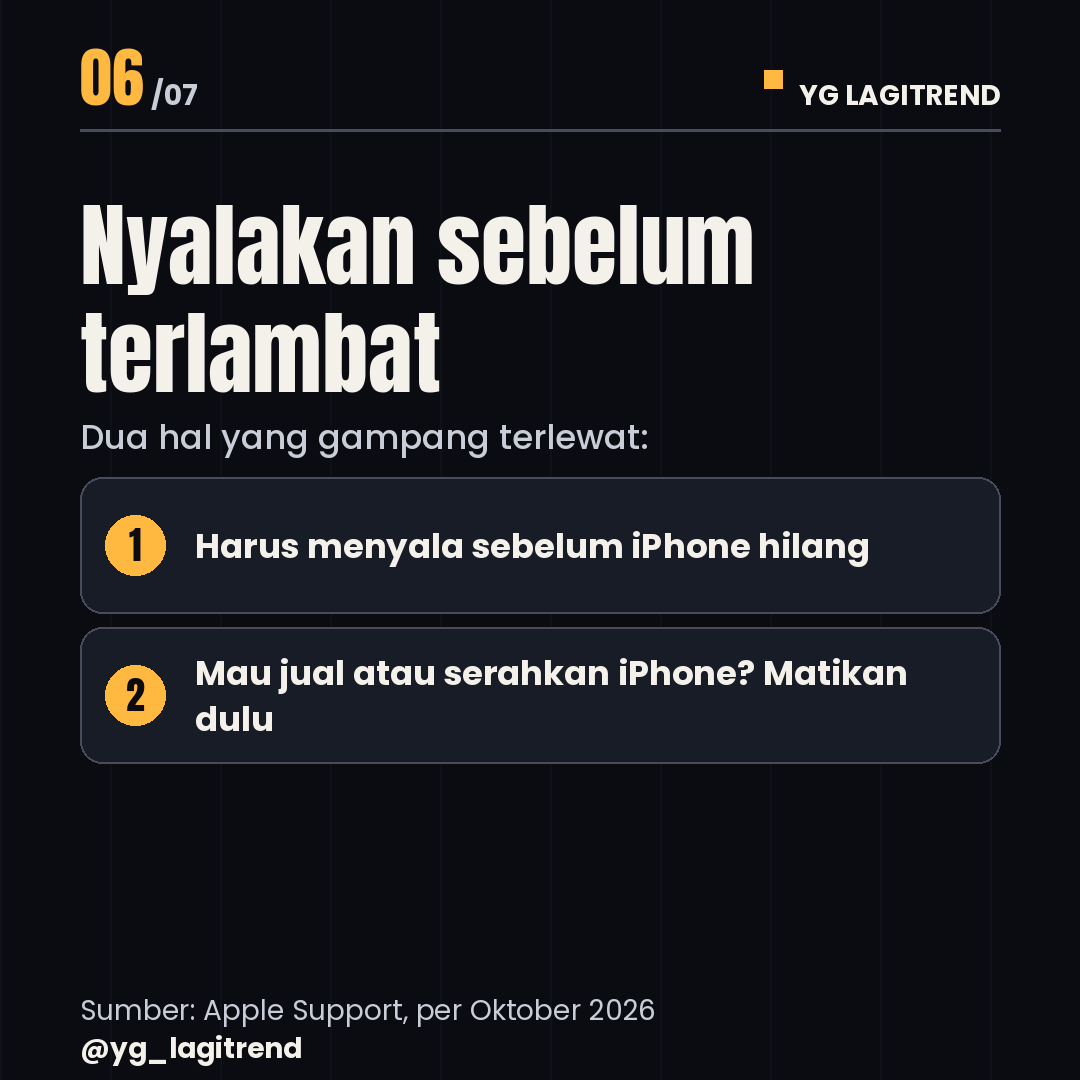 06 /07
YG LAGITREND
Nyalakan sebelum
terlambat
Dua hal yang gampang terlewat:
1 Harus menyala sebelum iPhone hilang
2 Mau jual atau serahkan iPhone? Matikan
dulu
Sumber: Apple Support, per Oktober 2026
@yg_lagitrend